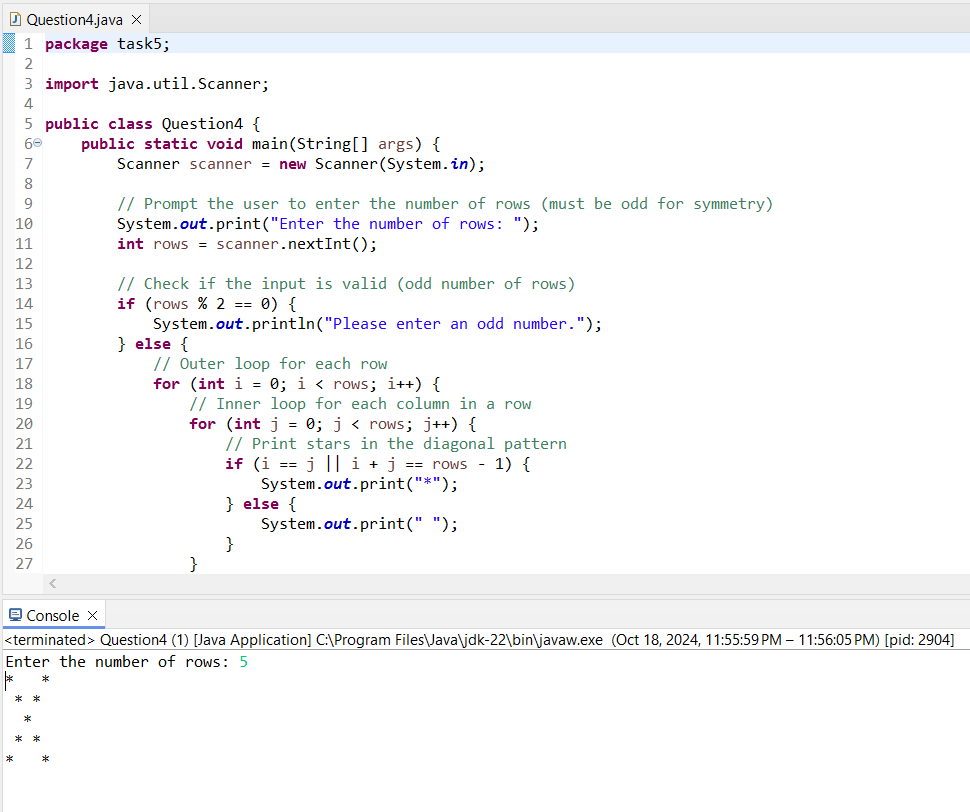 Question4.java
1 package task5;
2
3 import java.util.Scanner;
4
5 public class Question4 {
6     public static void main(String[] args) {
7         Scanner scanner = new Scanner(System.in);
8
9         // Prompt the user to enter the number of rows (must be odd for symmetry)
10         System.out.print("Enter the number of rows: ");
11         int rows = scanner.nextInt();
12
13         // Check if the input is valid (odd number of rows)
14         if (rows % 2 == 0) {
15             System.out.println("Please enter an odd number.");
16         } else {
17             // Outer loop for each row
18             for (int i = 0; i < rows; i++) {
19                 // Inner loop for each column in a row
20                 for (int j = 0; j < rows; j++) {
21                     // Print stars in the diagonal pattern
22                     if (i == j || i + j == rows - 1) {
23                         System.out.print("*");
24                     } else {
25                         System.out.print(" ");
26                     }
27                 }
Console
<terminated> Question4 (1) [Java Application] C:\Program Files\Java\jdk-22\bin\javaw.exe (Oct 18, 2024, 11:55:59 PM – 11:56:05 PM) [pid: 2904]
Enter the number of rows: 5
*   *
 * *
  *
 * *
*   *